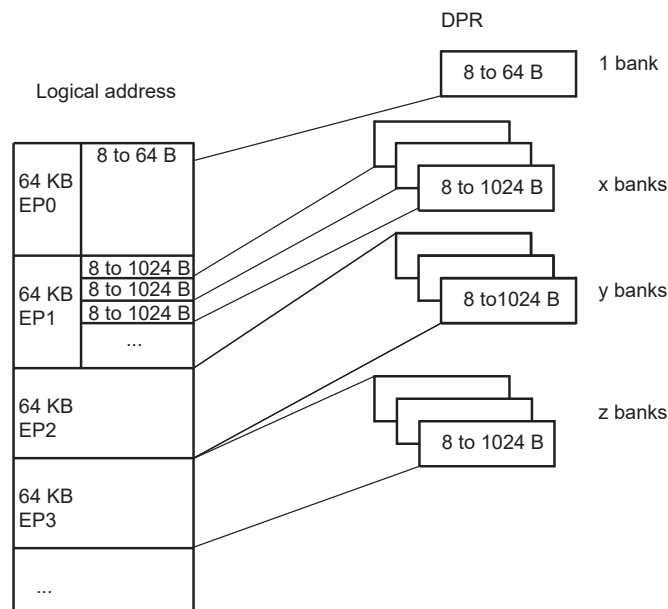 DPR
8 to 64 B
1 bank
Logical address
8 to 64 B
64 KB
EP0
8 to 1024 B
x banks
8 to 1024 B
8 to 1024 B
8 to 1024 B
...
64 KB
EP1
8 to1024 B
y banks
64 KB
EP2
z banks
8 to 1024 B
64 KB
EP3
...